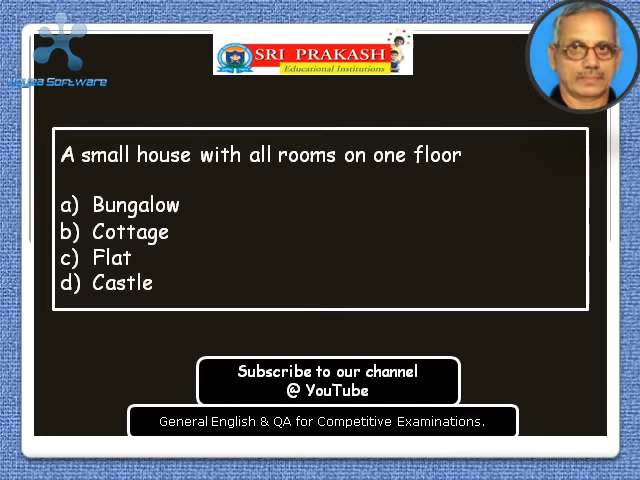 SRI PRAKASH
Educational Institutions
Software
A small house with all rooms on one floor
a) Bungalow
b) Cottage
c) Flat
d) Castle
Subscribe to our channel
@ YouTube
General English & QA for Competitive Examinations.